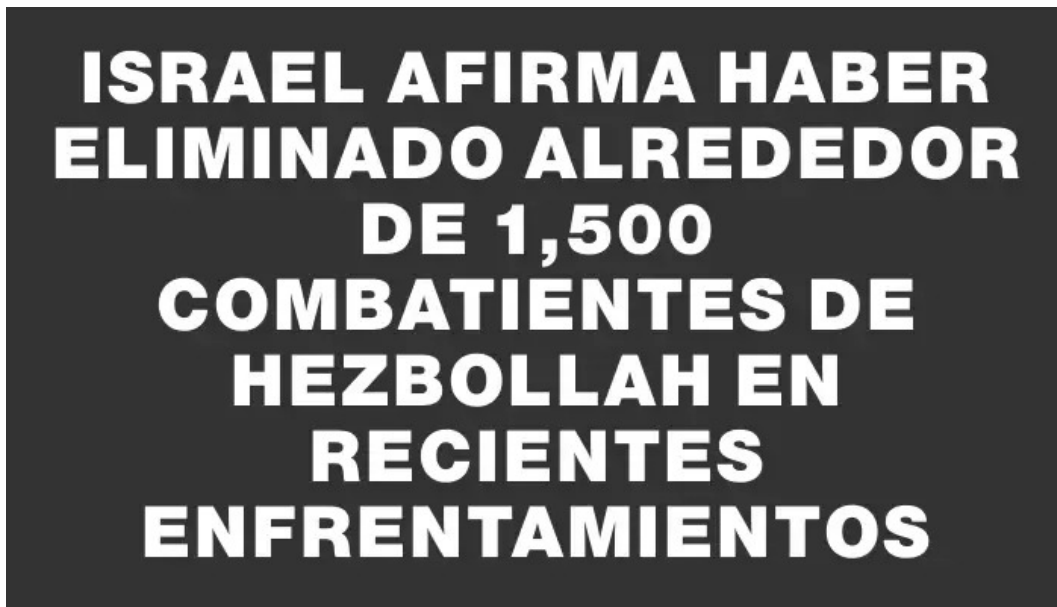 ISRAEL AFIRMA HABER
ELIMINADO ALREDEDOR
DE 1,500
COMBATIENTES DE
HEZBOLLAH EN
RECIENTES
ENFRENTAMIENTOS